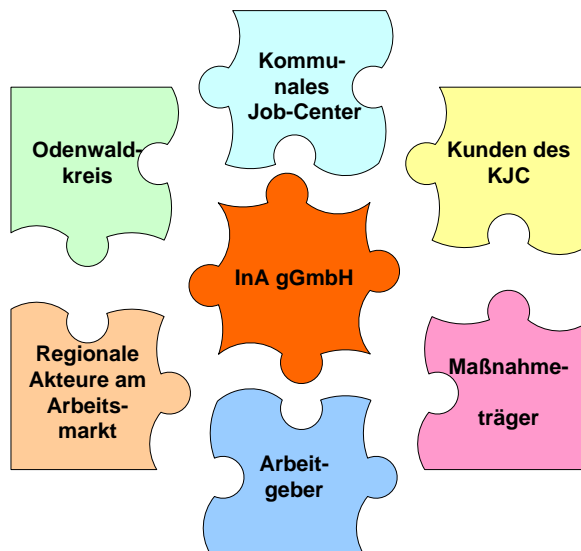 Kommu-
nales
Job-Center
Odenwald-
kreis
Kunden des
KJC
InA gGmbH
Regionale
Akteure am
Arbeits-
markt
Maßnahme-
träger
Arbeit-
geber